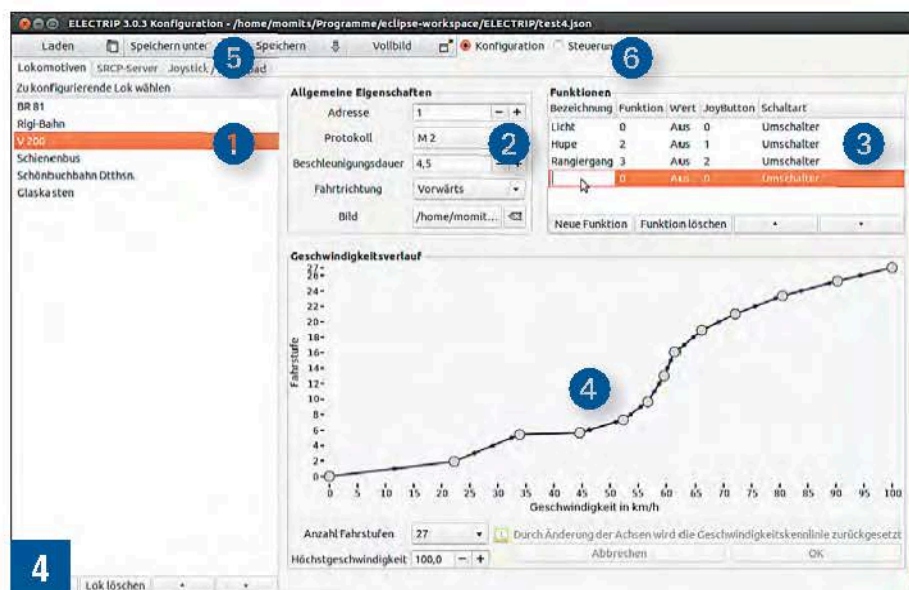 ELECTRIP 3.0.3 Konfiguration - /home/momits/Programme/eclipse-workspace/ELECTRIP/test4.json
Laden Speichern unter Speichern Vollbild Konfiguration
5 6
Lokomotiven SRCP-Server Joystick
Zu konfigurierende Lok wählen
BR 81
Rigi-Bahn
V 200
Schienenbus
Schönbuchbahn Dtthsn.
Glaskasten
1
Allgemeine Eigenschaften
Adresse 1 - +
Protokoll M 2
Beschleunigungsdauer 4,5 - +
Fahrtrichtung Vorwärts
Bild /home/momit...
2
Funktionen
Bezeichnung Funktion Wert JoyButton Schaltart
Licht 0 Aus 0 Umschalter
Hupe 2 Aus 1 Umschalter
Rangiergang 3 Aus 2 Umschalter
0 Aus 0 Umschalter
3
Neue Funktion Funktion löschen
Geschwindigkeitsverlauf
Fahrstufe
27
26
24
22
20
18
16
14
12
10
8
6
4
2
0
4
0 5 10 15 20 25 30 35 40 45 50 55 60 65 70 75 80 85 90 95 100
Geschwindigkeit in km/h
Anzahl Fahrstufen 27 Durch Änderung der Achsen wird die Geschwindigkeitskennlinie zurückgesetzt
Höchstgeschwindigkeit 100,0 - + Abbrechen OK
4
Lok löschen